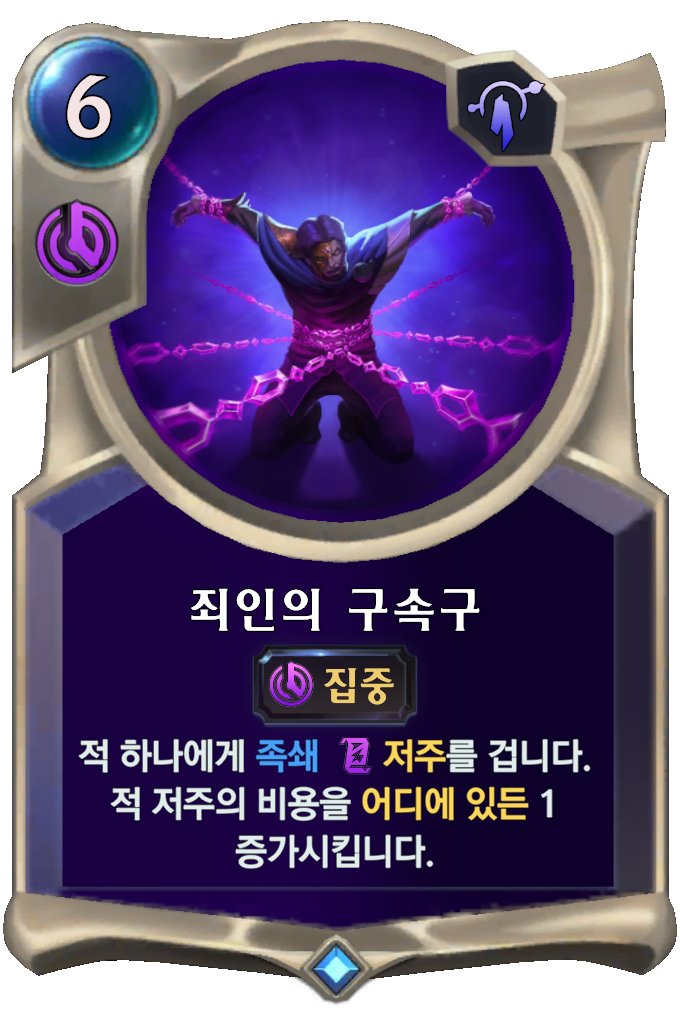 6
죄인의 구속구
집중
적 하나에게 족쇄 저주를 겁니다.
적 저주의 비용을 어디에 있든 1
증가시킵니다.